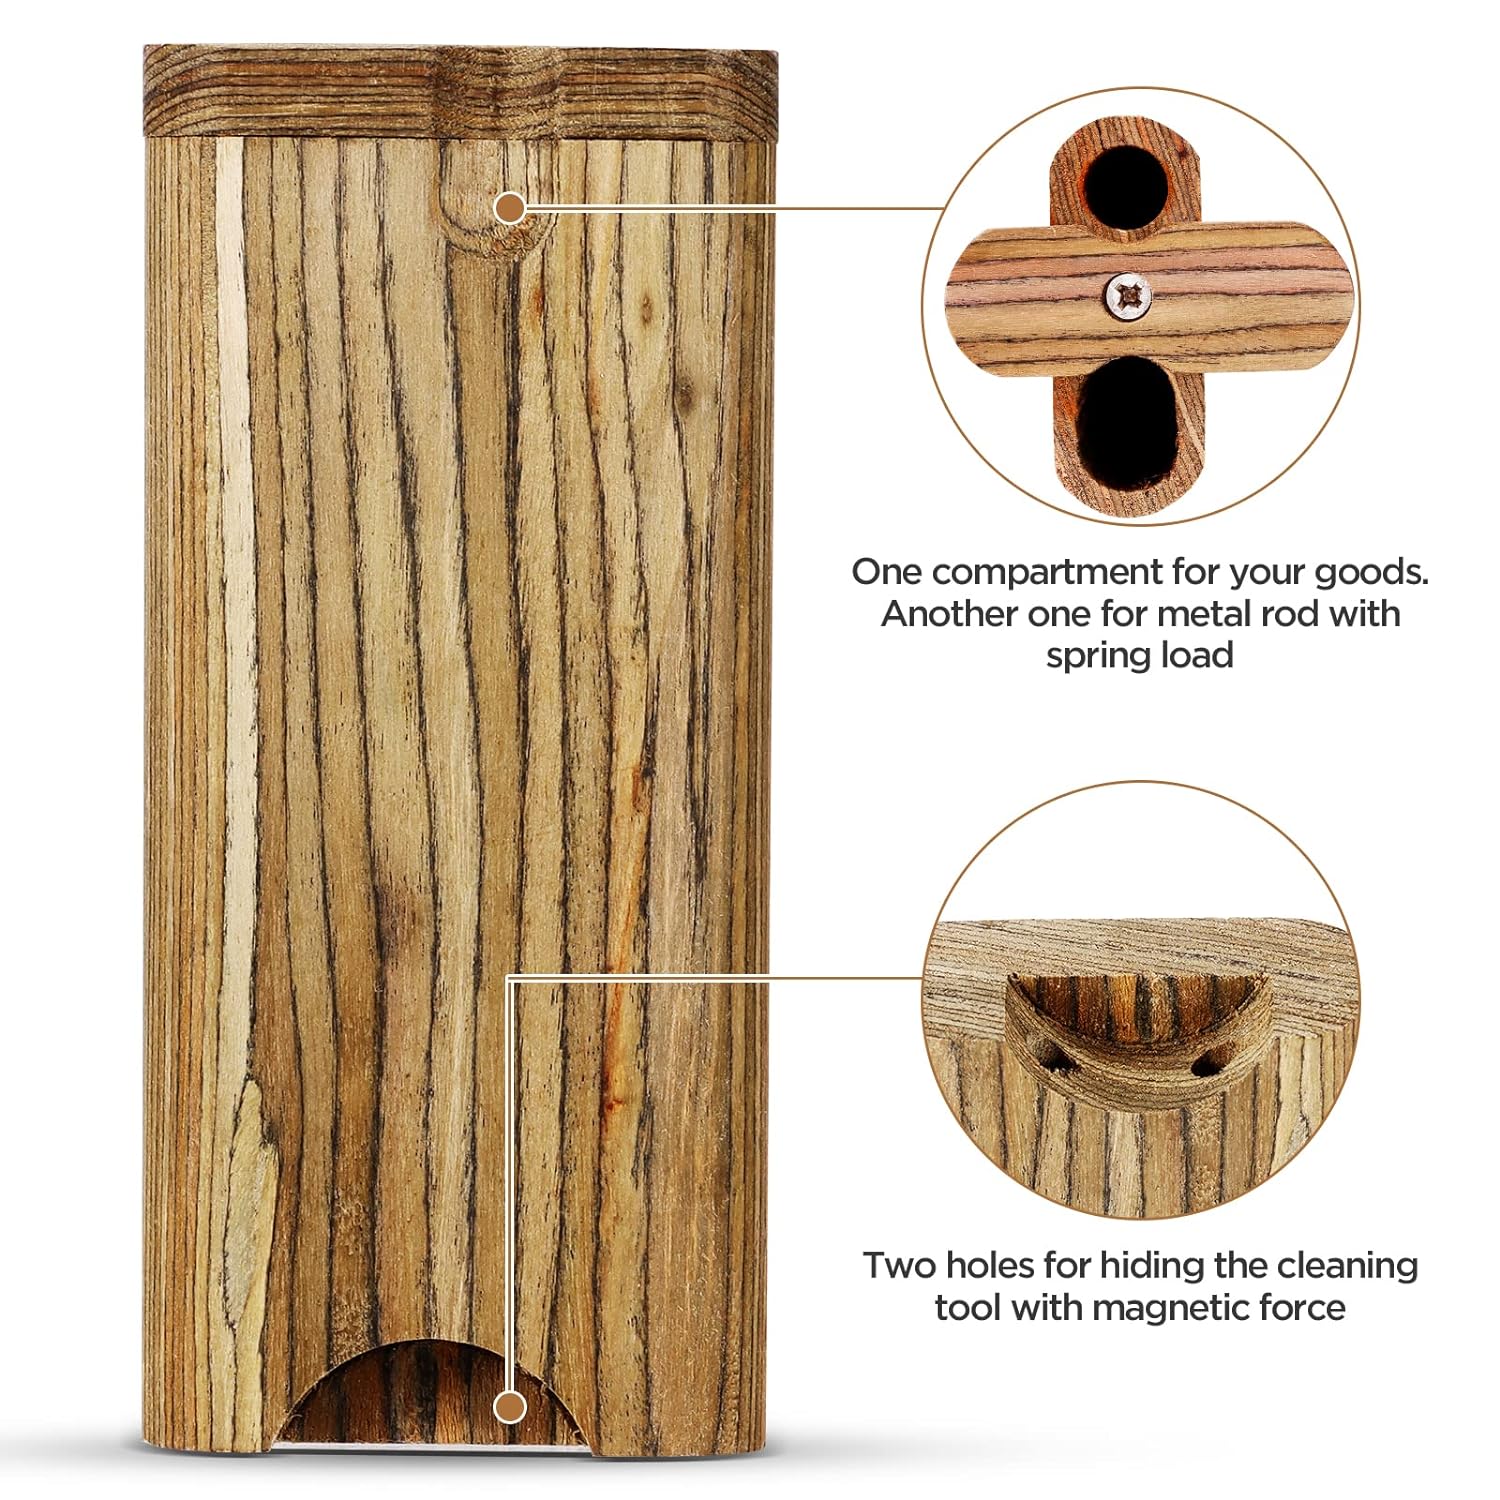 One compartment for your goods.
Another one for metal rod with
spring load
Two holes for hiding the cleaning
tool with magnetic force